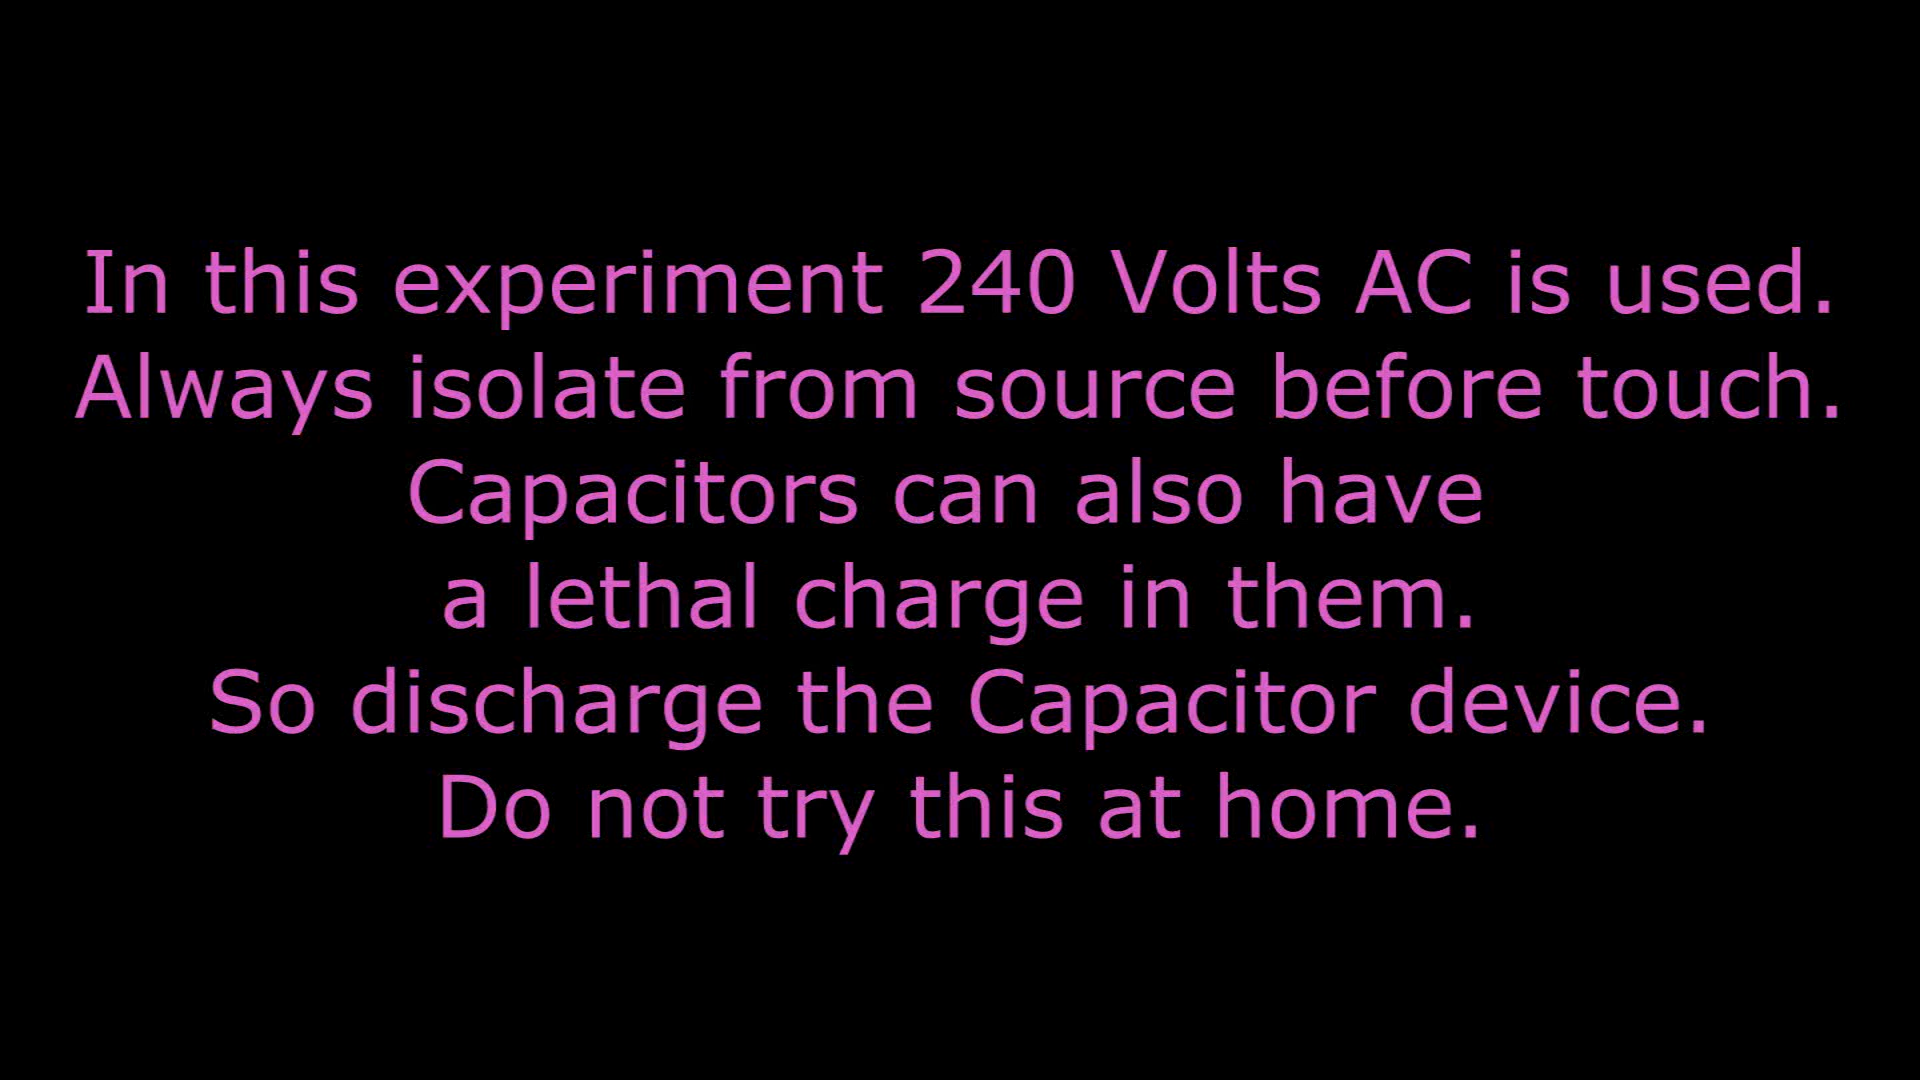 In this experiment 240 Volts AC is used.
Always isolate from source before touch.
Capacitors can also have
a lethal charge in them.
So discharge the Capacitor device.
Do not try this at home.